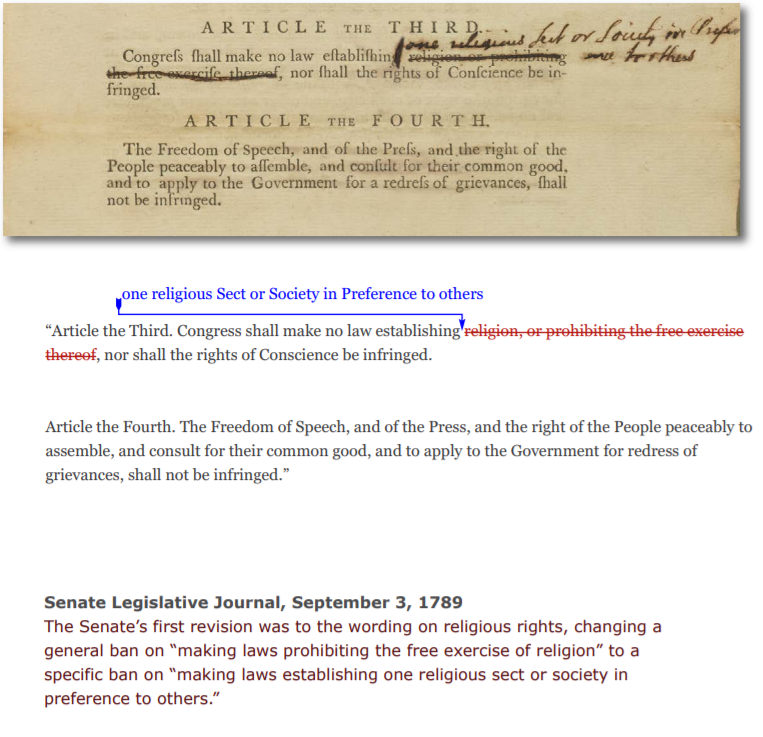 ARTICLE THE THIRD.
one religious Sect or Society in Prefer
Congreſs ſhall make no law eſtabliſhing religion or prohibiting
ence to others
the free exerciſe thereof, nor ſhall the rights of Conſcience be in-
fringed.
ARTICLE THE FOURTH.
The Freedom of Speech, and of the Preſs, and the right of the
People peaceably to aſſemble, and conſult for their common good,
and to apply to the Government for a redreſs of grievances, ſhall
not be infringed.
one religious Sect or Society in Preference to others
“Article the Third. Congress shall make no law establishing religion, or prohibiting the free exercise
thereof, nor shall the rights of Conscience be infringed.
Article the Fourth. The Freedom of Speech, and of the Press, and the right of the People peaceably to
assemble, and consult for their common good, and to apply to the Government for redress of
grievances, shall not be infringed.”
Senate Legislative Journal, September 3, 1789
The Senate’s first revision was to the wording on religious rights, changing a
general ban on “making laws prohibiting the free exercise of religion” to a
specific ban on “making laws establishing one religious sect or society in
preference to others.”